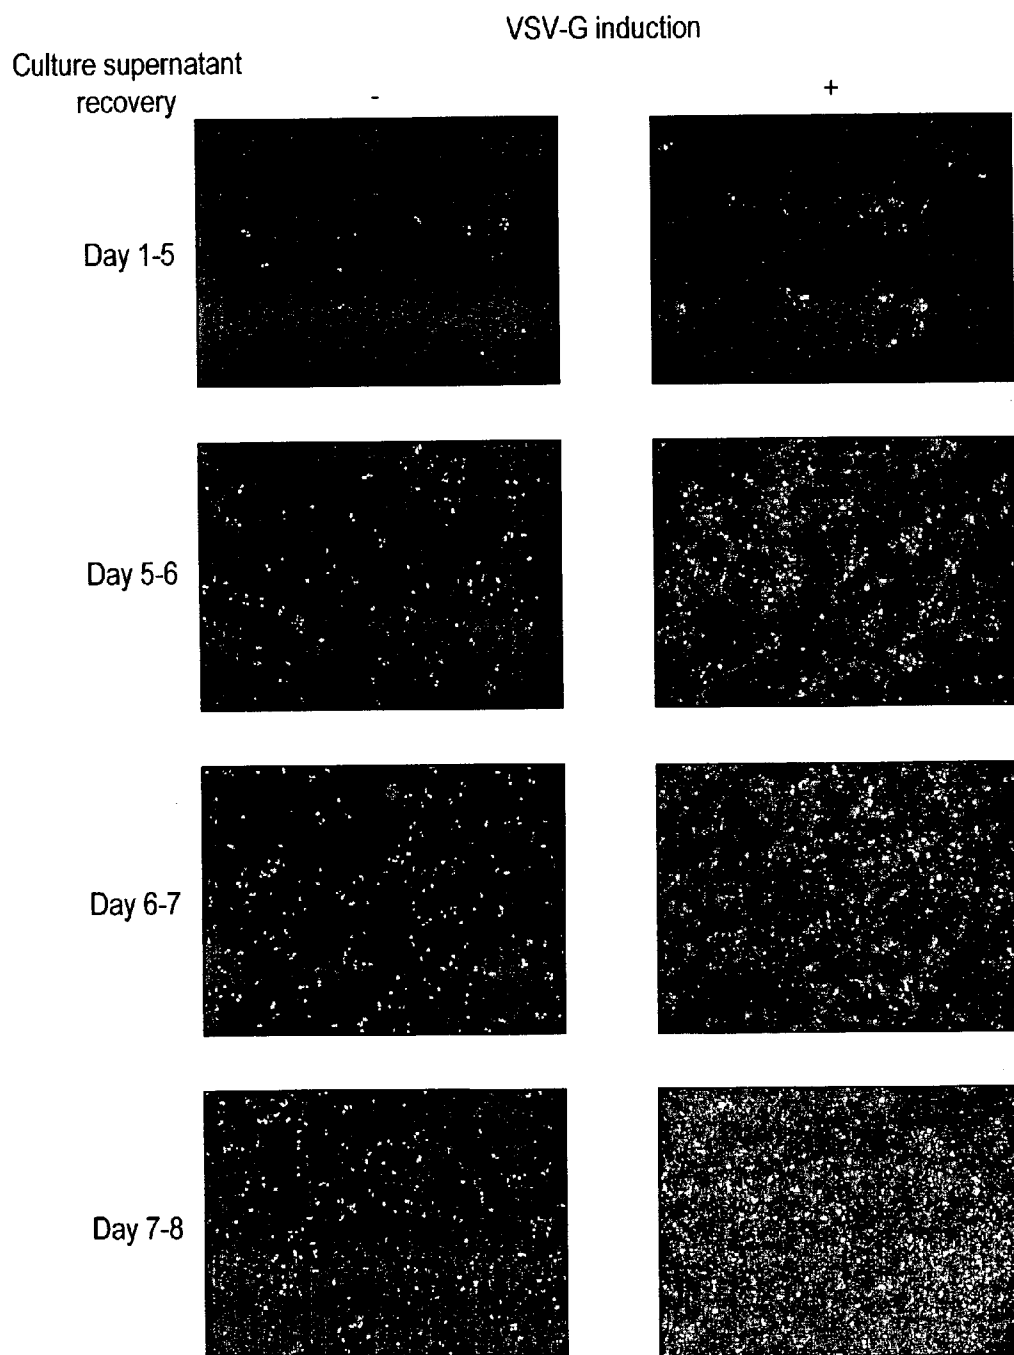 VSV-G induction
Culture supernatant
recovery
-
+
Day 1-5
Day 5-6
Day 6-7
Day 7-8